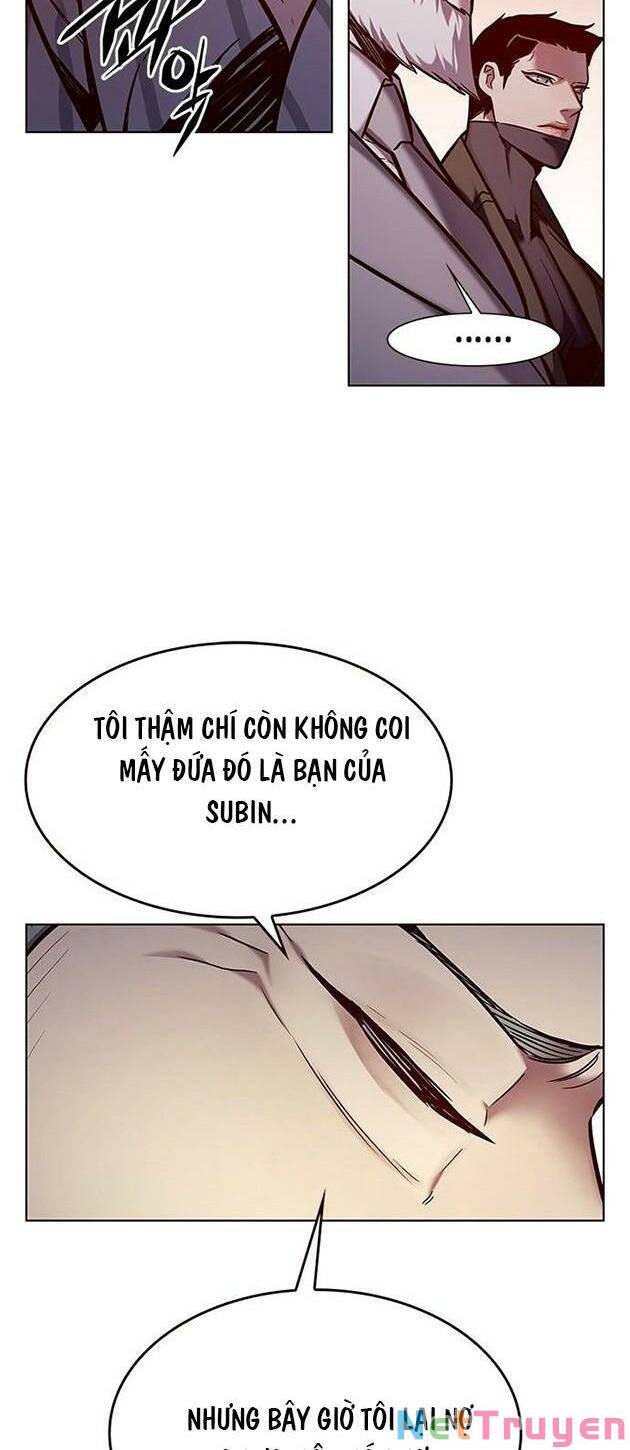 ......
TÔI THẬM CHÍ CÒN KHÔNG COI
MẤY ĐỨA ĐÓ LÀ BẠN CỦA
SUBIN...
NHƯNG BÂY GIỜ TÔI LẠI NỢ
NetTruyen